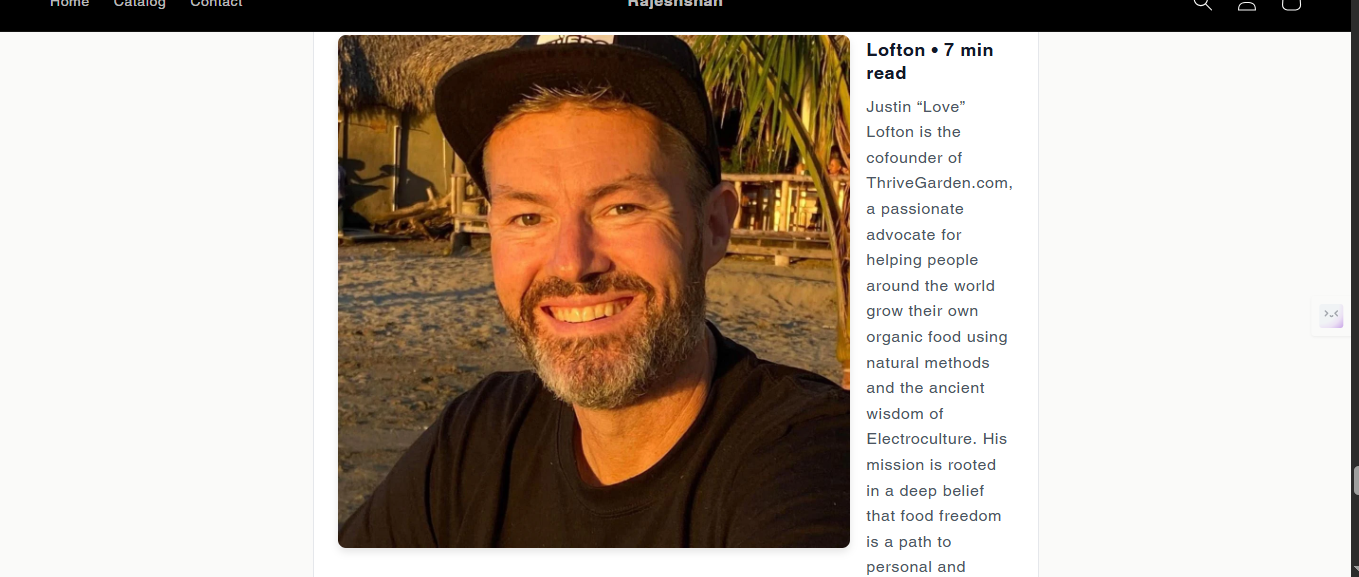 Home Catalog Contact
Rajeshshah
Lofton • 7 min
read
Justin “Love”
Lofton is the
cofounder of
ThriveGarden.com,
a passionate
advocate for
helping people
around the world
grow their own
organic food using
natural methods
and the ancient
wisdom of
Electroculture. His
mission is rooted
in a deep belief
that food freedom
is a path to
personal and